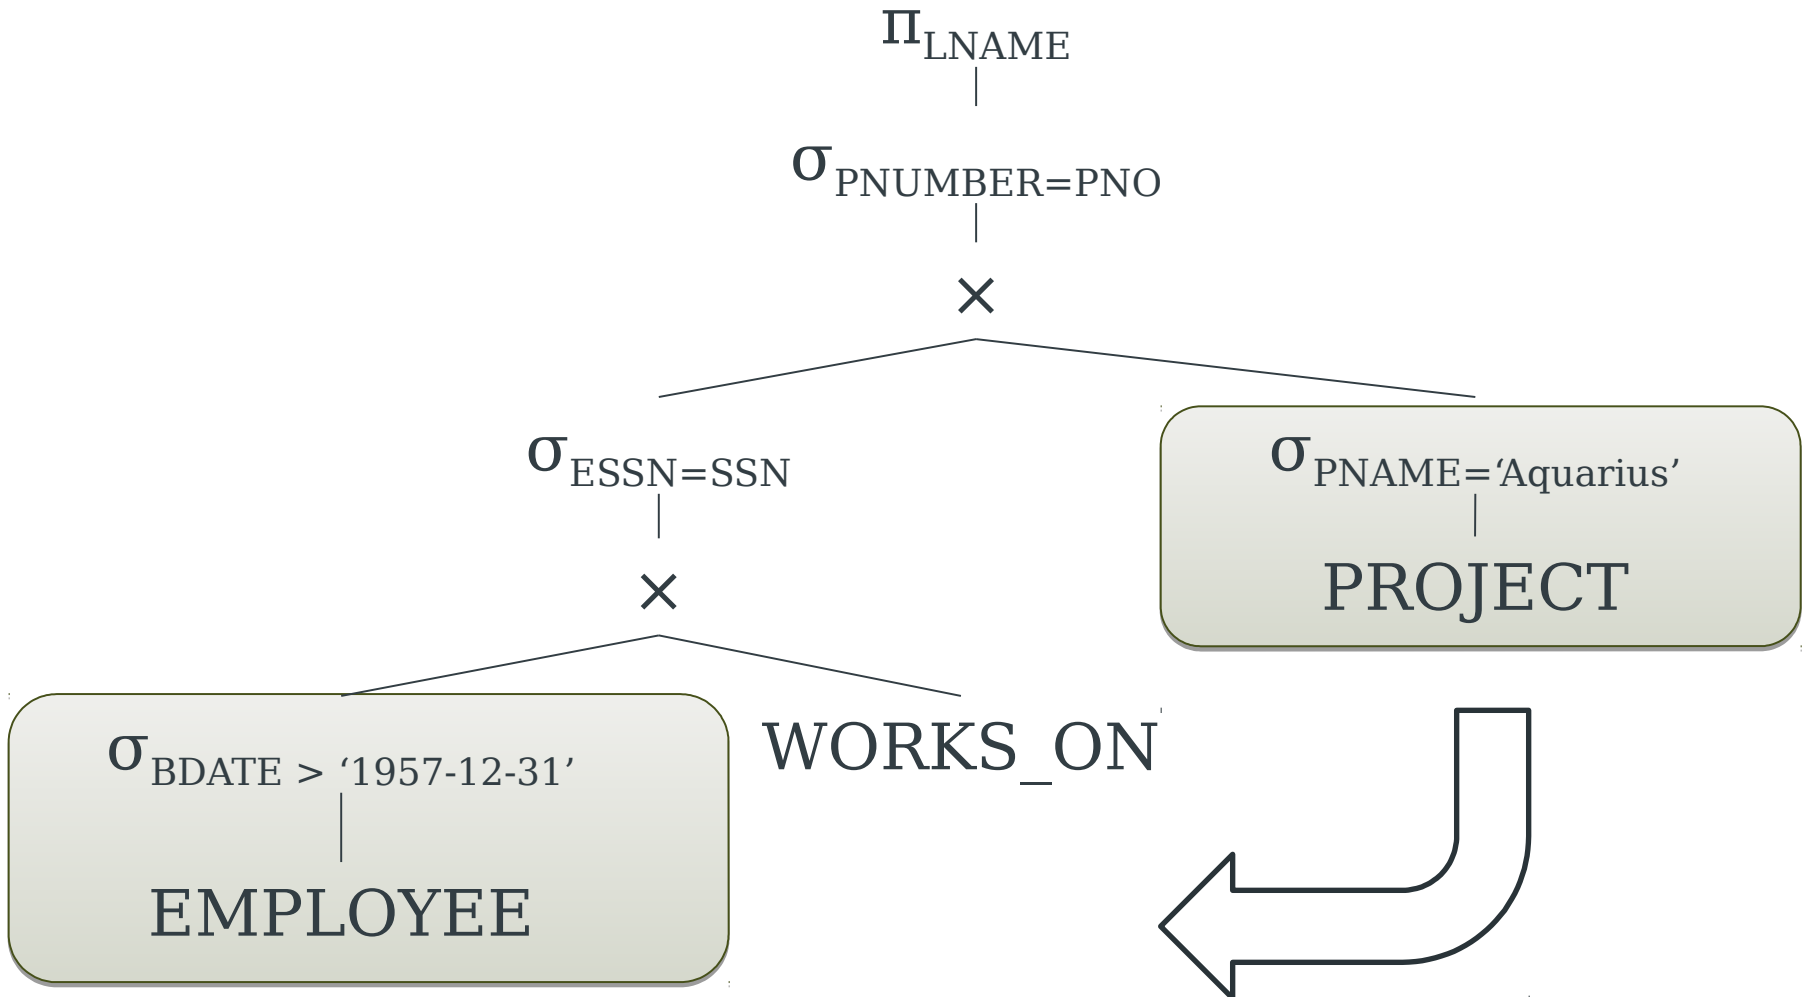 πLNAME
σPNUMBER=PNO
×
σESSN=SSN
σPNAME=‘Aquarius’
PROJECT
×
σBDATE > ‘1957-12-31’
WORKS_ON
EMPLOYEE